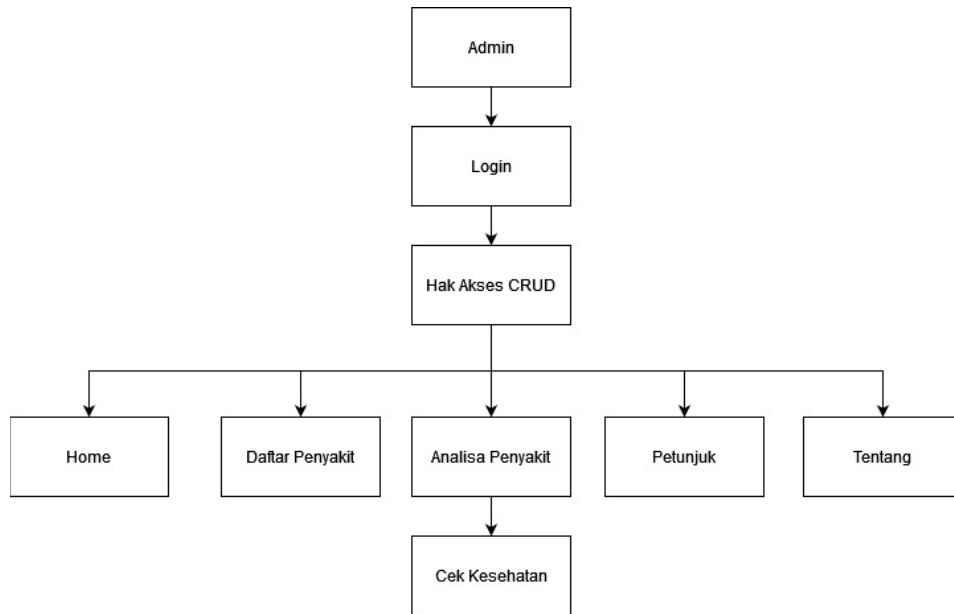 Admin
Login
Hak Akses CRUD
Home
Daftar Penyakit
Analisa Penyakit
Petunjuk
Tentang
Cek Kesehatan